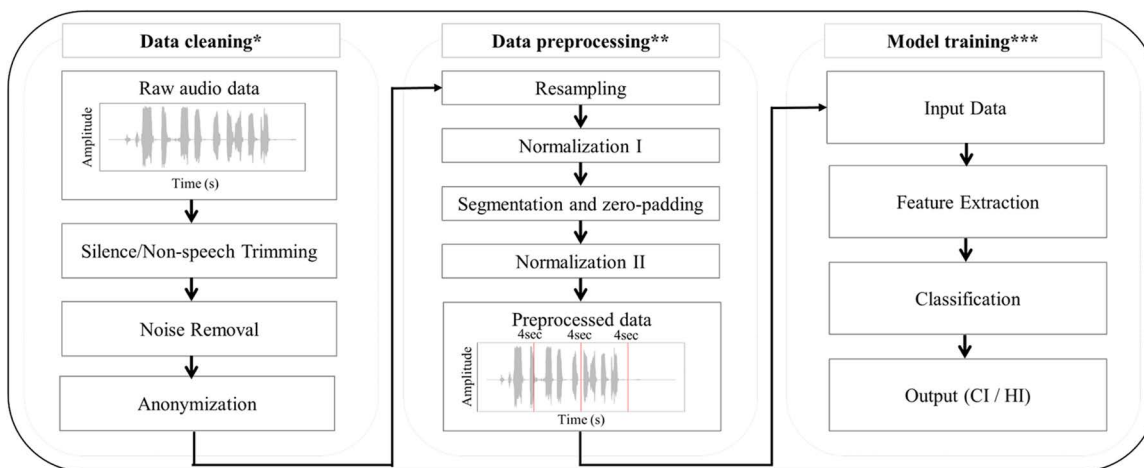 Data cleaning*
Raw audio data
Amplitude
Time (s)
Silence/Non-speech Trimming
Noise Removal
Anonymization
Data preprocessing**
Resampling
Normalization I
Segmentation and zero-padding
Normalization II
Preprocessed data
4sec 4sec 4sec
Amplitude
Time (s)
Model training***
Input Data
Feature Extraction
Classification
Output (CI / HI)